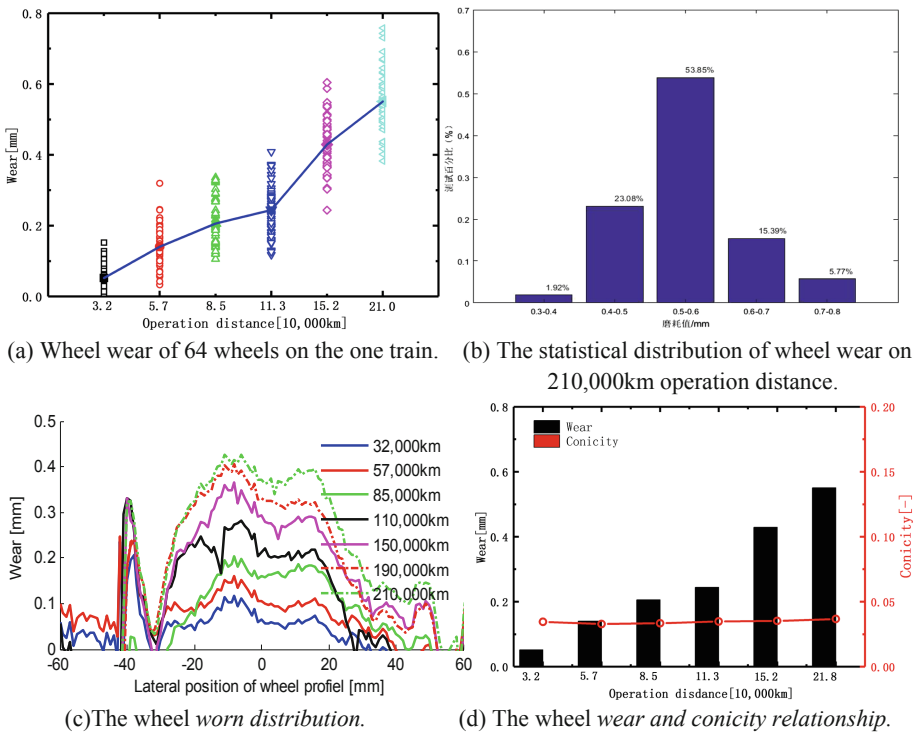 0.8
0.6
0.4
0.2
0.0
Wear[mm]
3.2 5.7 8.5 11.3 15.2 21.0
Operation distance[10,000km]
(a) Wheel wear of 64 wheels on the one train.
0.7
0.6
0.5
0.4
0.3
0.2
0.1
0
测试百分比（%）
1.92%
23.08%
53.85%
15.39%
5.77%
0.3-0.4 0.4-0.5 0.5-0.6 0.6-0.7 0.7-0.8
磨耗值/mm
(b) The statistical distribution of wheel wear on
210,000km operation distance.
0.5
0.4
0.3
0.2
0.1
0
Wear [mm]
32,000km
57,000km
85,000km
110,000km
150,000km
190,000km
210,000km
-60 -40 -20 0 20 40 60
Lateral position of wheel profiel [mm]
(c)The wheel worn distribution.
0.8
0.6
0.4
0.2
0.0
Wear[mm]
Wear
Conicity
0.20
0.15
0.10
0.05
0.00
Conicity[-]
3.2 5.7 8.5 11.3 15.2 21.8
Operation disdance[10,000km]
(d) The wheel wear and conicity relationship.